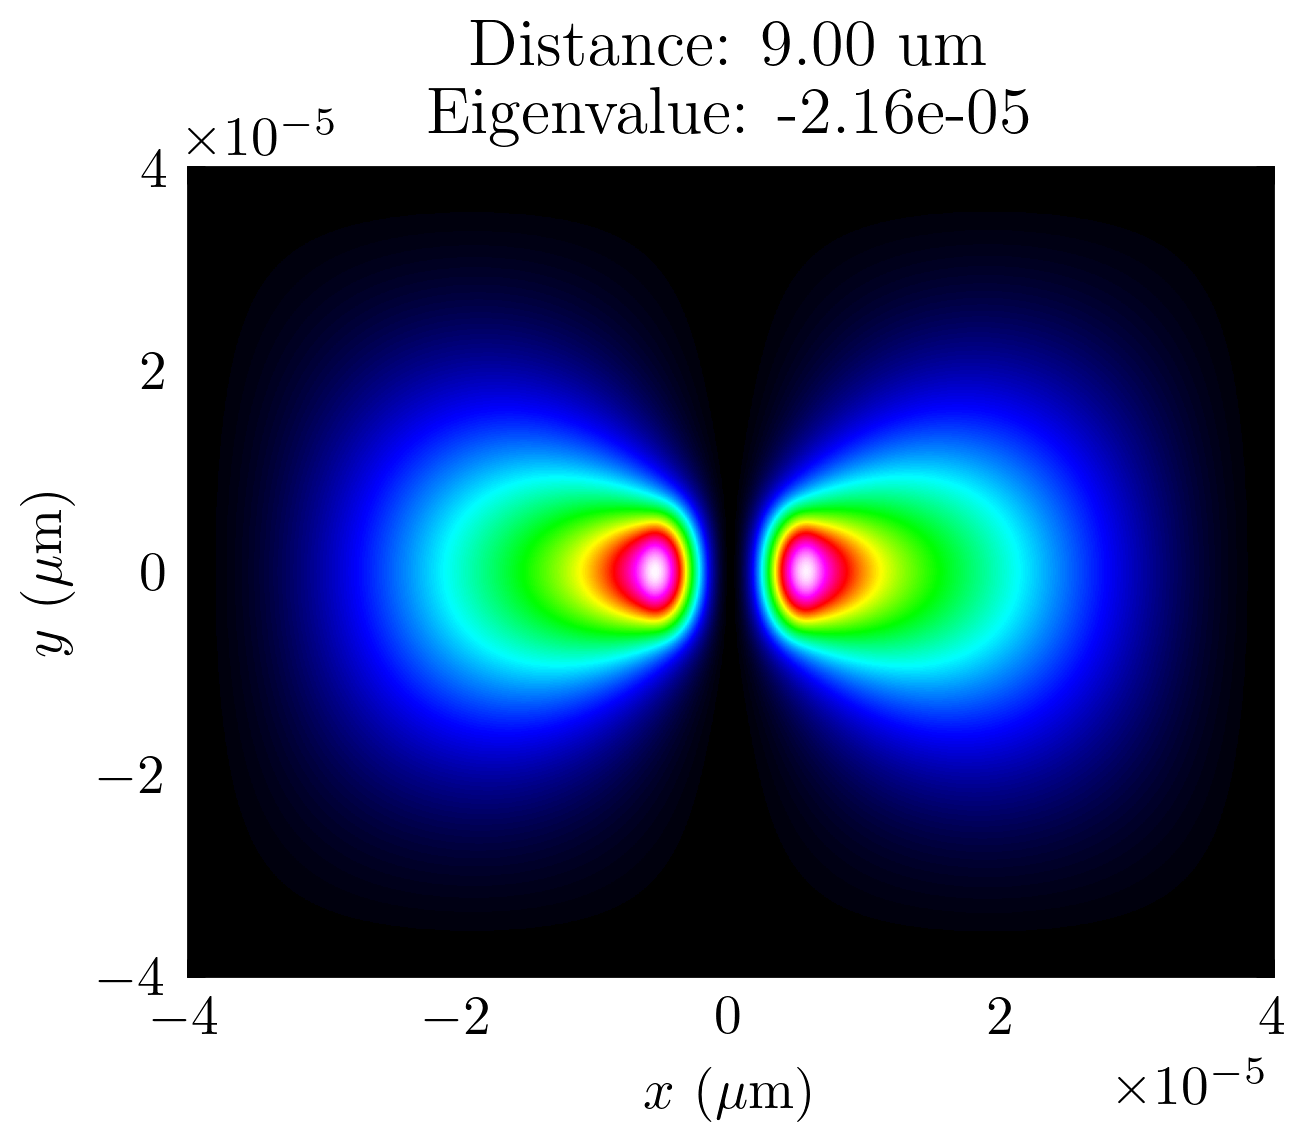 Distance: 9.00 um
Eigenvalue: -2.16e-05
×10⁻⁵
4
2
0
−2
−4
y (μm)
−4 −2 0 2 4
x (μm)
×10⁻⁵